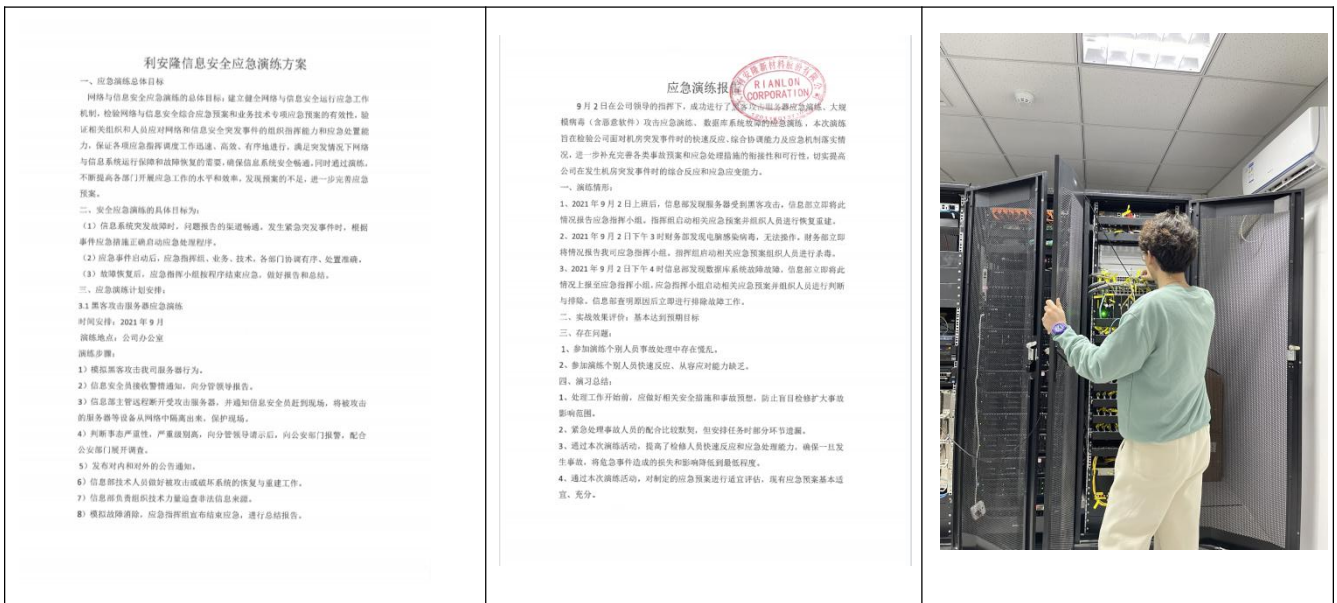 利安隆信息安全应急演练方案
一、应急演练总体目标
网络与信息安全应急演练的总体目标：建立健全网络与信息安全运行应急工作
机制，检验网络与信息安全综合应急预案和业务技术专项应急预案的有效性，验
证相关组织和人员应对网络和信息安全突发事件的组织指挥能力和应急处置能
力，保证各项应急指挥调度工作迅速、高效、有序地进行，满足突发情况下网络
与信息系统运行保障和故障恢复的需要，确保信息系统安全畅通。同时通过演练，
不断提高各部门开展应急工作的水平和效率，发现预案的不足，进一步完善应急
预案。
二、安全应急演练的具体目标为：
（1）信息系统突发故障时，问题报告的渠道畅通，发生紧急突发事件时，根据
事件应急措施正确启动应急处理程序。
（2）应急事件启动后，应急指挥组、业务、技术、各部门协调有序、处置准确。
（3）故障恢复后，应急指挥小组按程序结束应急，做好报告和总结。
三、应急演练计划安排：
3.1 黑客攻击服务器应急演练
时间安排：2021 年 9 月
演练地点：公司办公室
演练步骤：
1）模拟黑客攻击我司服务器行为。
2）信息安全员接收警情通知，向分管领导报告。
3）信息部主管远程断开受攻击服务器，并通知信息安全员赶到现场，将被攻击
的服务器等设备从网络中隔离出来，保护现场。
4）判断事态严重性，严重级别高，向分管领导请示后，向公安部门报警，配合
公安部门展开调查。
5）发布对内和对外的公告通知。
6）信息部技术人员做好被攻击或破坏系统的恢复与重建工作。
7）信息部负责组织技术力量追查非法信息来源。
8）模拟故障消除，应急指挥组宣布结束应急，进行总结报告。
应急演练报
RIANLON
CORPORATION
9 月 2 日在公司领导的指挥下，成功进行了黑客攻击服务器应急演练、大规
模病毒（含恶意软件）攻击应急演练、数据库系统故障的应急演练，本次演练
旨在检验公司面对机房突发事件时的快速反应、综合协调能力及应急机制落实情
况，进一步补充完善各类事故预案和应急处理措施的衔接性和可行性，切实提高
公司在发生机房突发事件时的综合反应和应急应变能力。
一、演练情形：
1、2021 年 9 月 2 日上班后，信息部发现服务器受到黑客攻击，信息部立即将此
情况报告应急指挥小组。指挥组启动相关应急预案并组织人员进行恢复重建。
2、2021 年 9 月 2 日下午 3 时财务部发现电脑感染病毒，无法操作。财务部立即
将情况报告我司应急指挥小组。指挥组启动相关应急预案组织人员进行杀毒。
3、2021 年 9 月 2 日下午 4 时信息部发现数据库系统故障故障，信息部立即将此
情况上报至应急指挥小组，应急指挥小组启动相关应急预案并组织人员进行判断
与排除。信息部查明原因后立即进行排除故障工作。
二、实战效果评价：基本达到预期目标
三、存在问题：
1、参加演练个别人员事故处理中存在慌乱。
2、参加演练个别人员快速反应、从容应对能力缺乏。
四、演习总结：
1、处理工作开始前，应做好相关安全措施和事故预想，防止盲目检修扩大事故
影响范围。
2、紧急处理事故人员的配合比较默契，但安排任务时部分环节遗漏。
3、通过本次演练活动，提高了检修人员快速反应和应急处理能力，确保一旦发
生事故，将危急事件造成的损失和影响降低到最低程度。
4、通过本次演练活动，对制定的应急预案进行适宜评估，现有应急预案基本适
宜，充分。